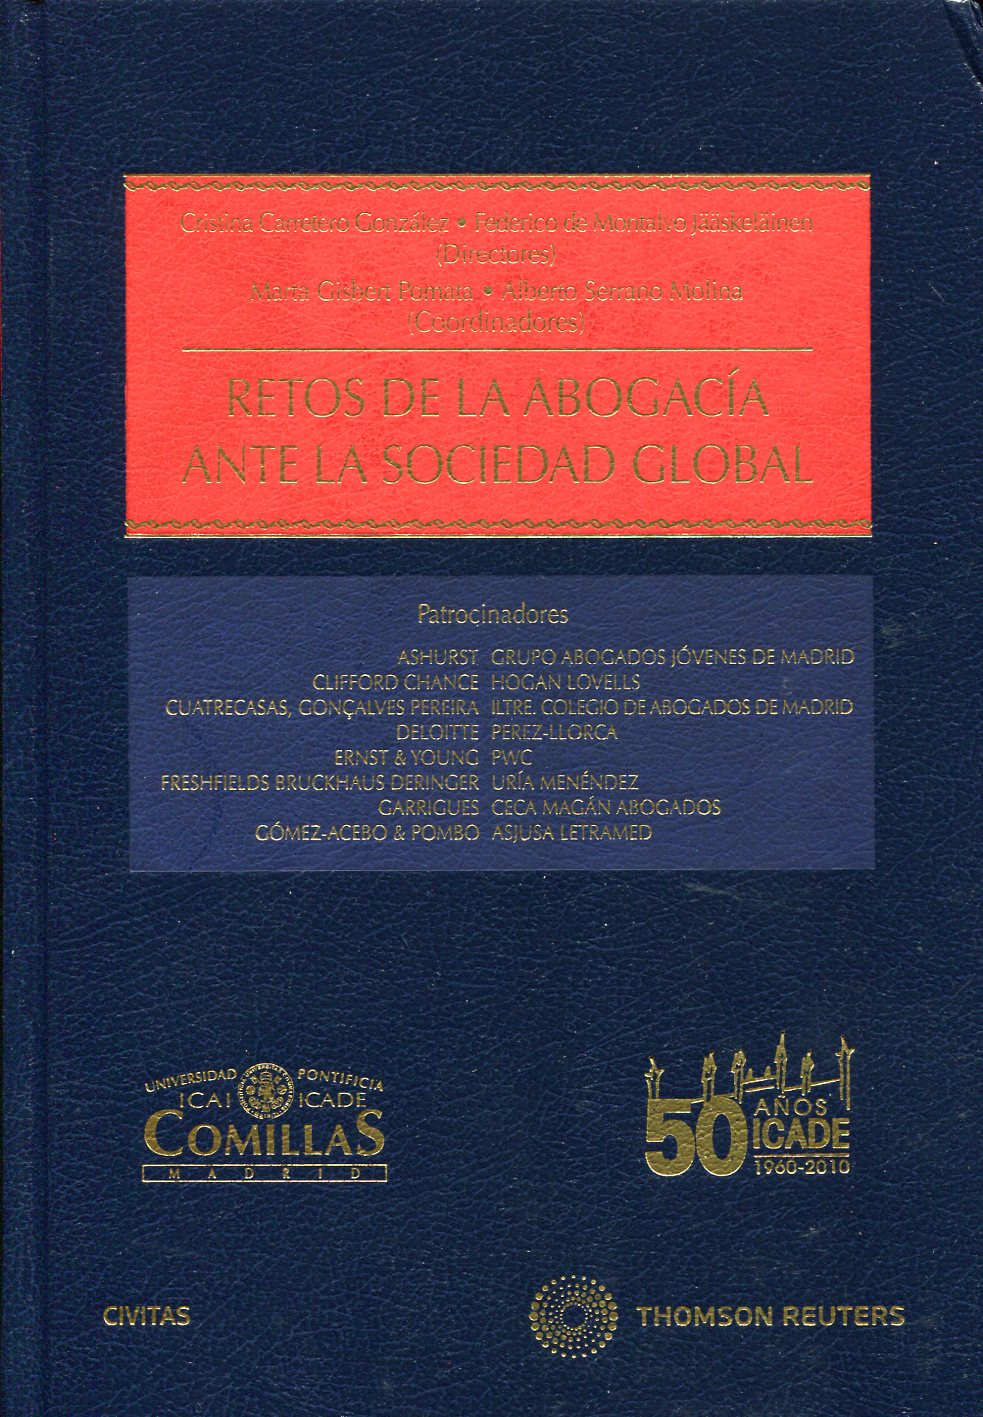 Cristina Carretero González • Federico de Montalvo Jääskeläinen
(Directores)
Marta Gisbert Pomata • Alberto Serrano Molina
(Coordinadores)
RETOS DE LA ABOGACÍA
ANTE LA SOCIEDAD GLOBAL
Patrocinadores
ASHURST GRUPO ABOGADOS JÓVENES DE MADRID
CLIFFORD CHANCE HOGAN LOVELLS
CUATRECASAS, GONÇALVES PEREIRA ILTRE. COLEGIO DE ABOGADOS DE MADRID
DELOITTE PEREZ-LLORCA
ERNST & YOUNG PWC
FRESHFIELDS BRUCKHAUS DERINGER URÍA MENÉNDEZ
GARRIGUES CECA MAGÁN ABOGADOS
GÓMEZ-ACEBO & POMBO ASJUSA LETRAMED
UNIVERSIDAD PONTIFICIA
ICAI ICADE
COMILLAS
MADRID
50 AÑOS
ICADE
1960-2010
CIVITAS
THOMSON REUTERS